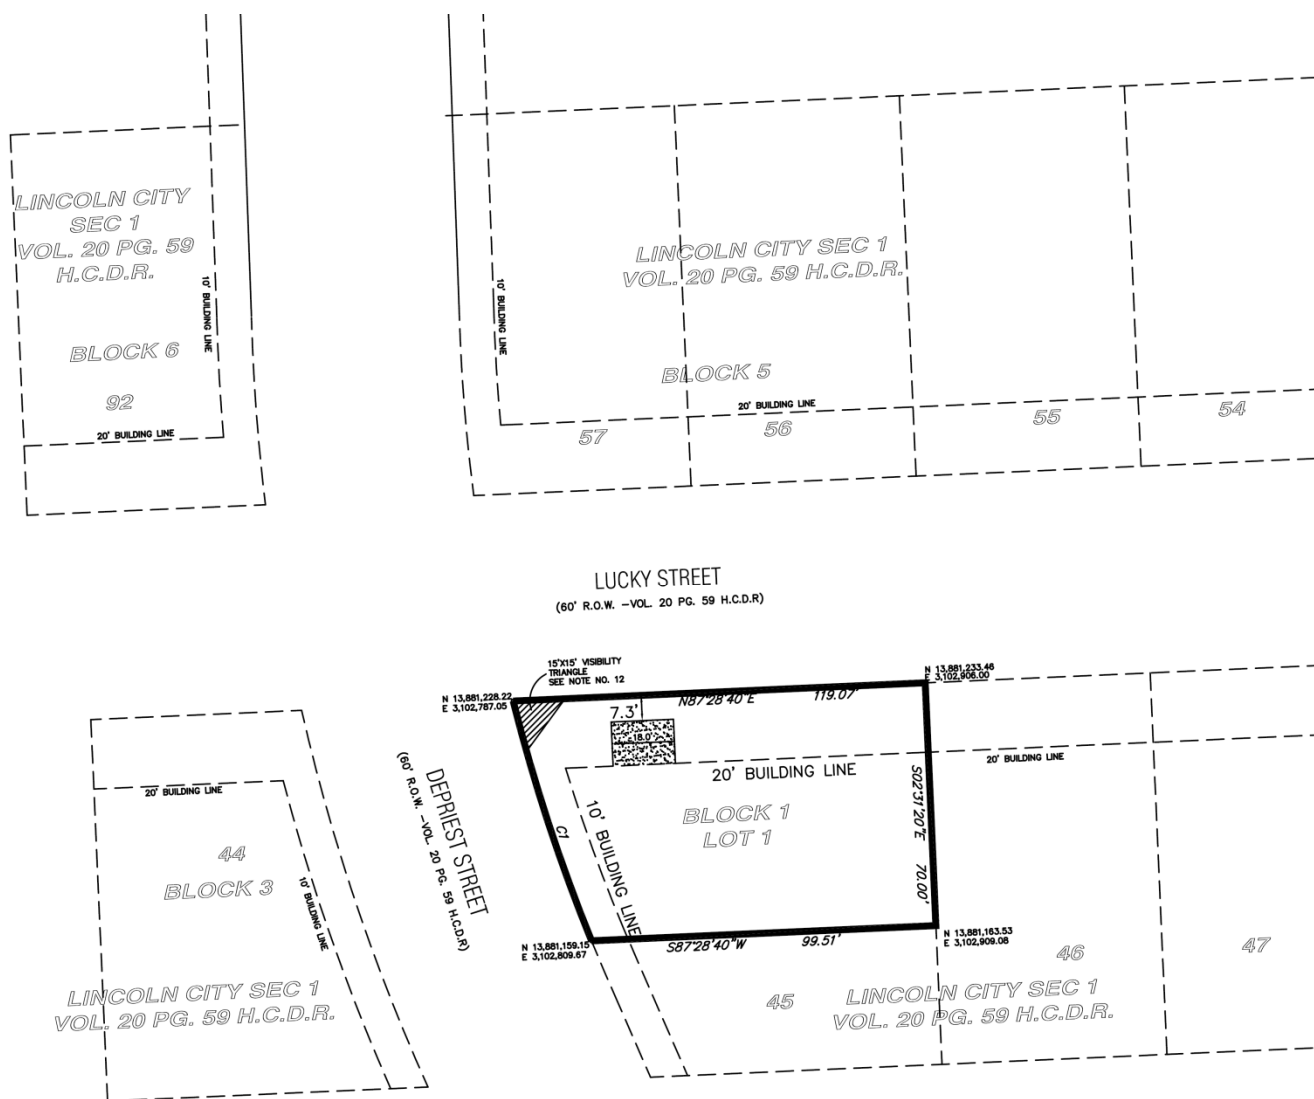 LINCOLN CITY
SEC 1
VOL. 20 PG. 59
H.C.D.R.
10' BUILDING LINE
BLOCK 6
92
20' BUILDING LINE
LINCOLN CITY SEC 1
VOL. 20 PG. 59 H.C.D.R.
10' BUILDING LINE
BLOCK 5
20' BUILDING LINE
57
56
55
54
LUCKY STREET
(60' R.O.W. -VOL. 20 PG. 59 H.C.D.R)
15'X15' VISIBILITY
TRIANGLE
SEE NOTE NO. 12
N 13,881,228.22
E 3,102,787.05
N 13,881,233.46
E 3,102,906.00
N87°28'40"E
119.07'
7.3'
18.0'
20' BUILDING LINE
20' BUILDING LINE
20' BUILDING LINE
DEPRIEST STREET
(60' R.O.W. -VOL. 20 PG. 59 H.C.D.R)
C1
10' BUILDING LINE
BLOCK 1
LOT 1
S02°31'20"E
70.00'
44
BLOCK 3
10' BUILDING LINE
N 13,881,159.15
E 3,102,809.67
S87°28'40"W
99.51'
N 13,881,163.53
E 3,102,909.08
LINCOLN CITY SEC 1
VOL. 20 PG. 59 H.C.D.R.
45
46
47
LINCOLN CITY SEC 1
VOL. 20 PG. 59 H.C.D.R.